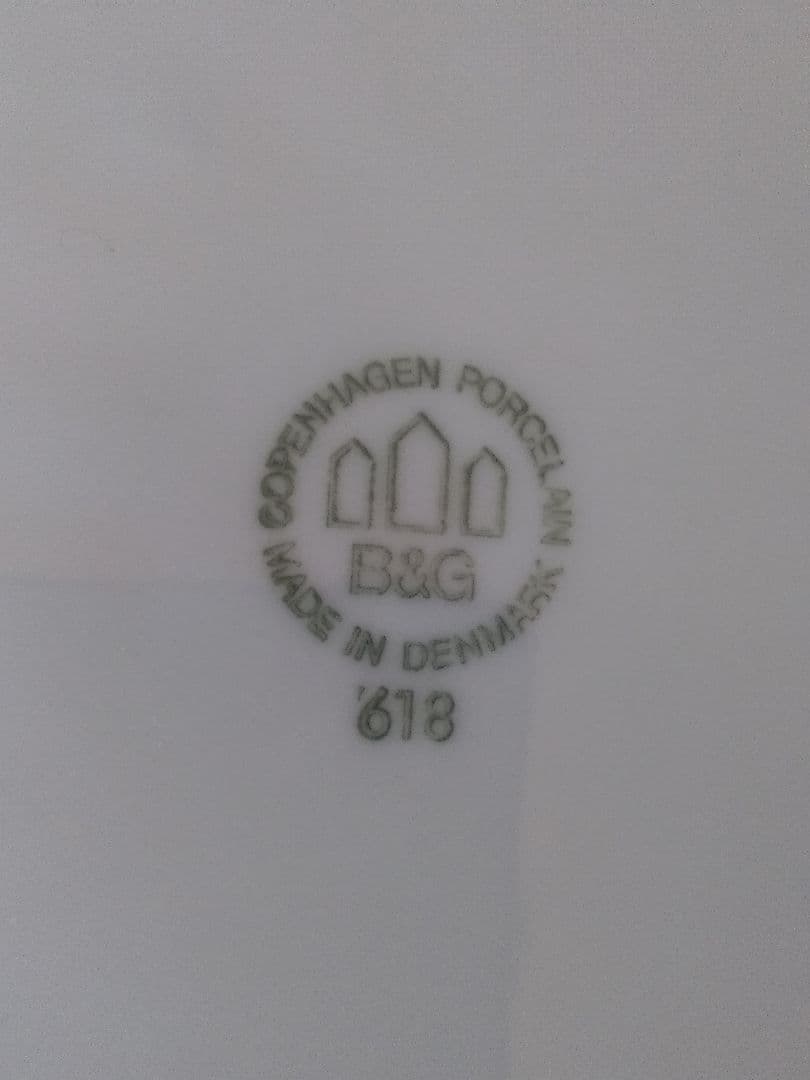 COPENHAGEN PORCELAIN
B&G
MADE IN DENMARK
618